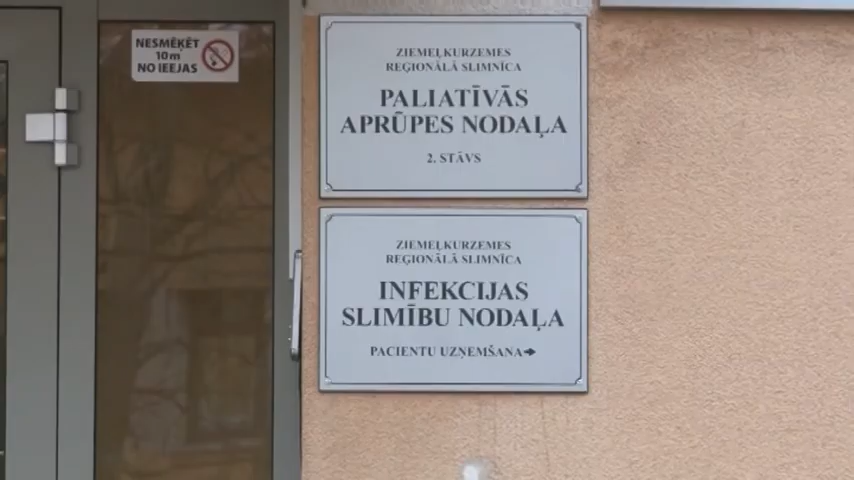 NESMĒĶĒT
10 m
NO IEEJAS
ZIEMEĻKURZEMES
REĢIONĀLĀ SLIMNĪCA
PALIATĪVĀS
APRŪPES NODAĻA
2. STĀVS
ZIEMEĻKURZEMES
REĢIONĀLĀ SLIMNĪCA
INFEKCIJAS
SLIMĪBU NODAĻA
PACIENTU UZŅEMŠANA➔